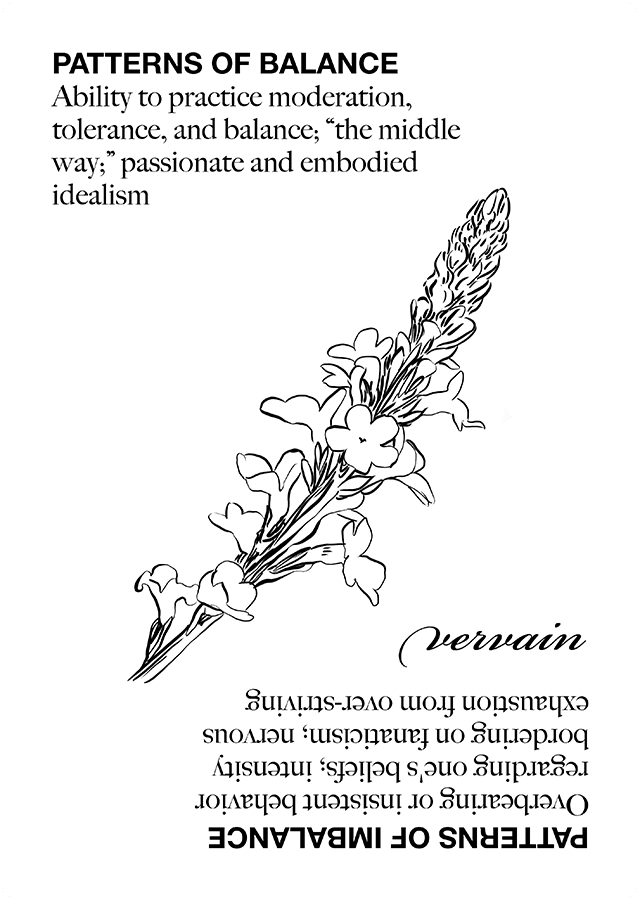 PATTERNS OF BALANCE
Ability to practice moderation,
tolerance, and balance; “the middle
way;” passionate and embodied
idealism
vervain
PATTERNS OF IMBALANCE
Overbearing or insistent behavior
regarding one's beliefs; intensity
bordering on fanaticism; nervous
exhaustion from over-striving